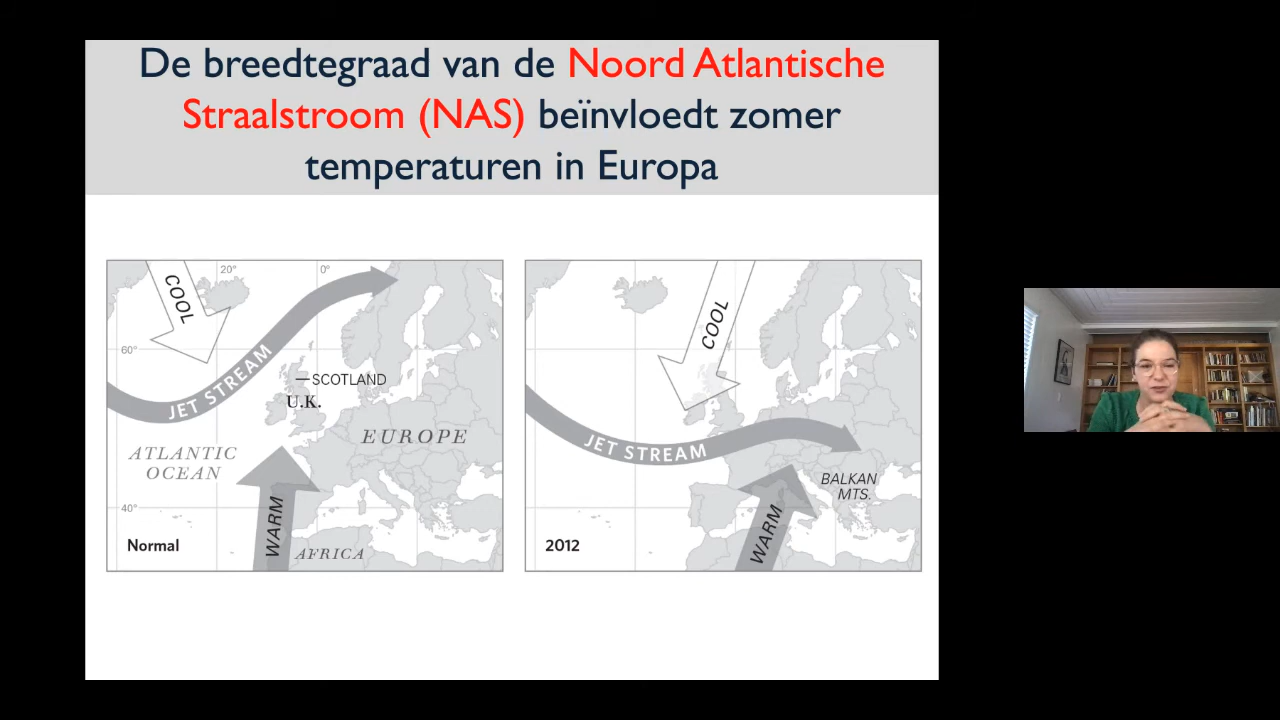 De breedtegraad van de Noord Atlantische
Straalstroom (NAS) beïnvloedt zomer
temperaturen in Europa
20°
0°
COOL
60°
JET STREAM
SCOTLAND
U.K.
EUROPE
ATLANTIC
OCEAN
40°
WARM
Normal
AFRICA
COOL
JET STREAM
BALKAN
MTS.
WARM
2012